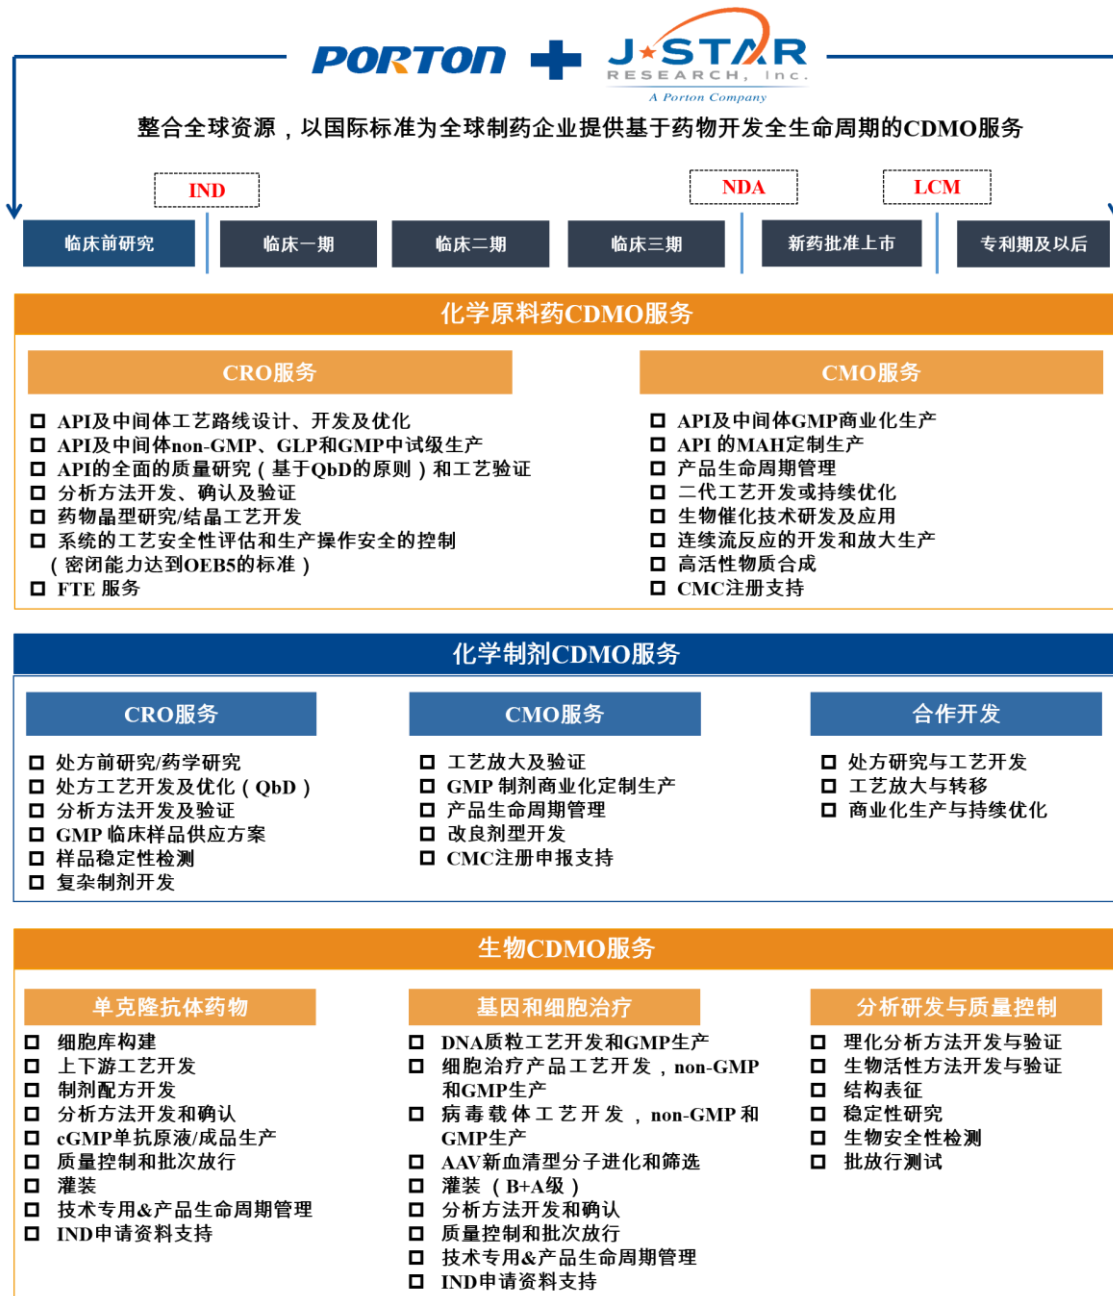 PORTON
J STAR
RESEARCH, Inc.
A Porton Company
整合全球资源，以国际标准为全球制药企业提供基于药物开发全生命周期的CDMO服务
IND
NDA
LCM
临床前研究
临床一期
临床二期
临床三期
新药批准上市
专利期及以后
化学原料药CDMO服务
CRO服务
API及中间体工艺路线设计、开发及优化
API及中间体non-GMP、GLP和GMP中试级生产
API的全面的质量研究（基于QbD的原则）和工艺验证
分析方法开发、确认及验证
药物晶型研究/结晶工艺开发
系统的工艺安全性评估和生产操作安全的控制
（密闭能力达到OEB5的标准）
FTE 服务
CMO服务
API及中间体GMP商业化生产
API 的MAH定制生产
产品生命周期管理
二代工艺开发或持续优化
生物催化技术研发及应用
连续流反应的开发和放大生产
高活性物质合成
CMC注册支持
化学制剂CDMO服务
CRO服务
处方前研究/药学研究
处方工艺开发及优化（QbD）
分析方法开发及验证
GMP 临床样品供应方案
样品稳定性检测
复杂制剂开发
CMO服务
工艺放大及验证
GMP 制剂商业化定制生产
产品生命周期管理
改良剂型开发
CMC注册申报支持
合作开发
处方研究与工艺开发
工艺放大与转移
商业化生产与持续优化
生物CDMO服务
单克隆抗体药物
细胞库构建
上下游工艺开发
制剂配方开发
分析方法开发和确认
cGMP单抗原液/成品生产
质量控制和批次放行
灌装
技术专用&产品生命周期管理
IND申请资料支持
基因和细胞治疗
DNA质粒工艺开发和GMP生产
细胞治疗产品工艺开发，non-GMP
和GMP生产
病毒载体工艺开发，non-GMP 和
GMP生产
AAV新血清型分子进化和筛选
灌装（B+A级）
分析方法开发和确认
质量控制和批次放行
技术专用&产品生命周期管理
IND申请资料支持
分析研发与质量控制
理化分析方法开发与验证
生物活性方法开发与验证
结构表征
稳定性研究
生物安全性检测
批放行测试